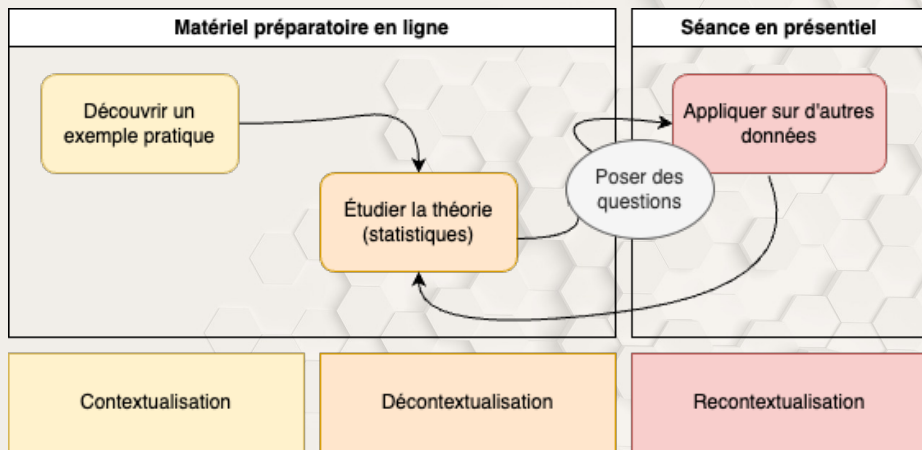 Matériel préparatoire en ligne
Séance en présentiel
Découvrir un
exemple pratique
Appliquer sur d'autres
données
Poser des
questions
Étudier la théorie
(statistiques)
Contextualisation
Décontextualisation
Recontextualisation